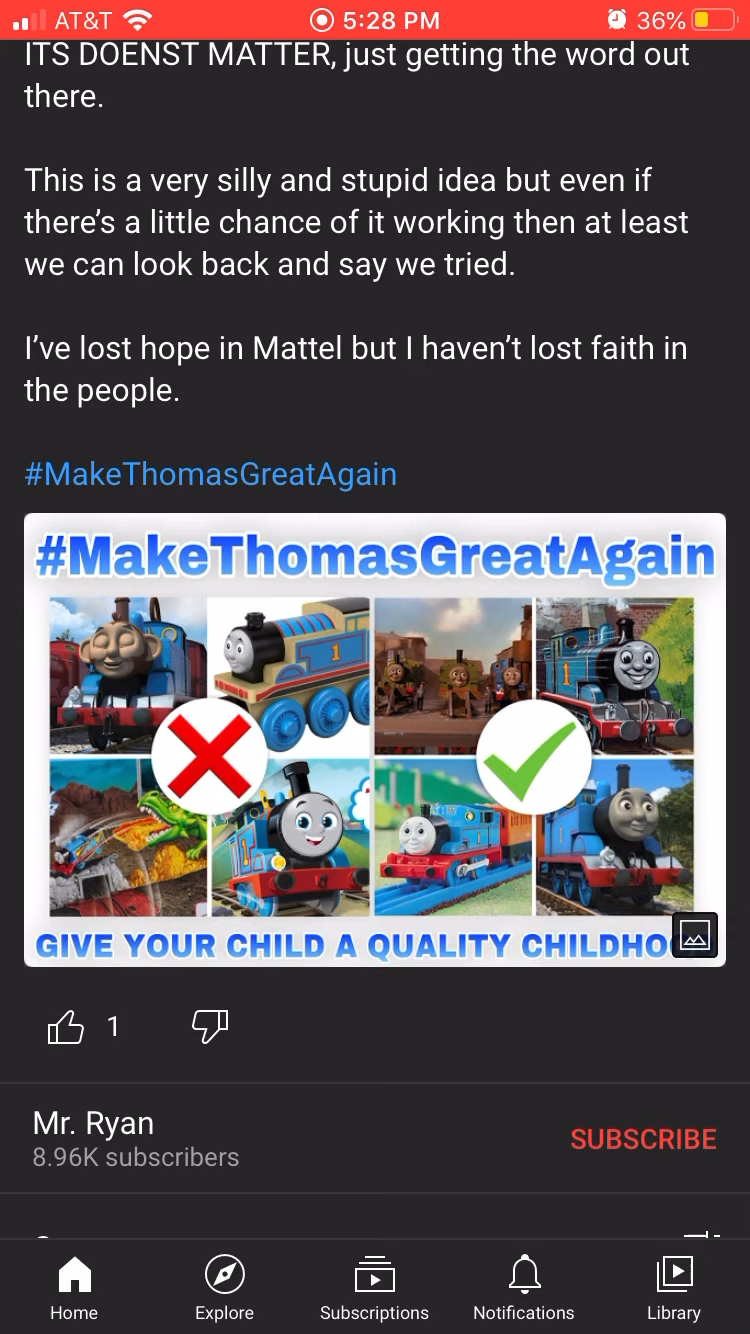 AT&T 5:28 PM 36%
ITS DOENST MATTER, just getting the word out
there.
This is a very silly and stupid idea but even if
there’s a little chance of it working then at least
we can look back and say we tried.
I’ve lost hope in Mattel but I haven’t lost faith in
the people.
#MakeThomasGreatAgain
#MakeThomasGreatAgain
1
1
1
GIVE YOUR CHILD A QUALITY CHILDHO
1
Mr. Ryan
SUBSCRIBE
8.96K subscribers
Home Explore Subscriptions Notifications Library